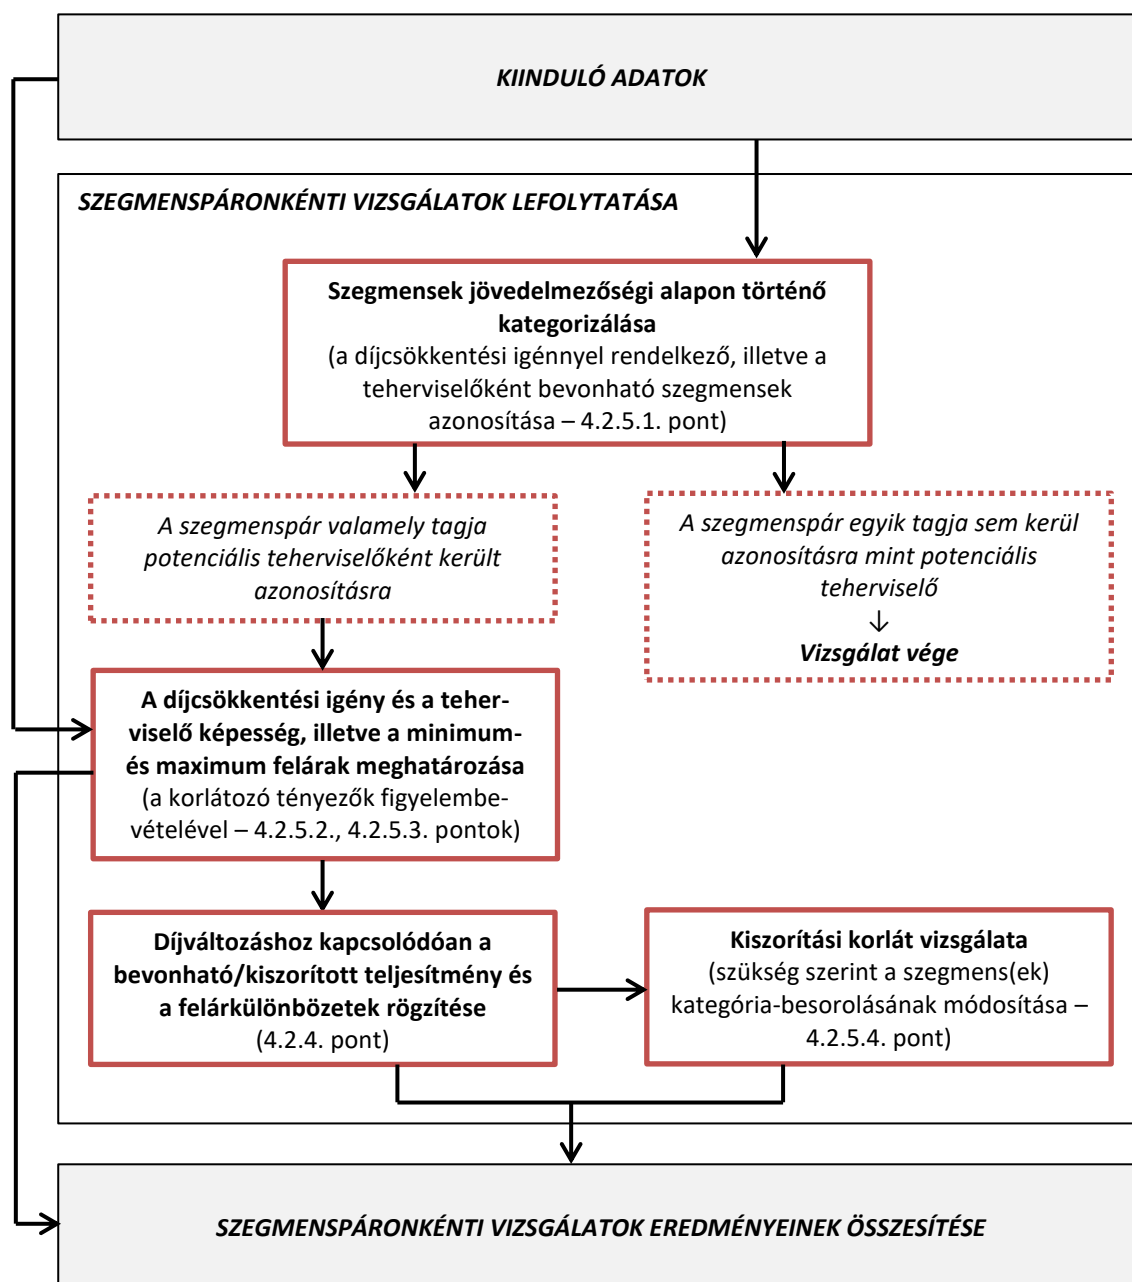 KIINDULÓ ADATOK
SZEGMENSPÁRONKÉNTI VIZSGÁLATOK LEFOLYTATÁSA
Szegmensek jövedelmezőségi alapon történő
kategorizálása
(a díjcsökkentési igénnyel rendelkező, illetve a
teherviselőként bevonható szegmensek
azonosítása – 4.2.5.1. pont)
A szegmenspár valamely tagja
potenciális teherviselőként került
azonosításra
A szegmenspár egyik tagja sem kerül
azonosításra mint potenciális
teherviselő
↓
Vizsgálat vége
A díjcsökkentési igény és a teher-
viselő képesség, illetve a minimum-
és maximum felárak meghatározása
(a korlátozó tényezők figyelembe-
vételével – 4.2.5.2., 4.2.5.3. pontok)
Díjváltozáshoz kapcsolódóan a
bevonható/kiszorított teljesítmény és
a felárkülönbözetek rögzítése
(4.2.4. pont)
Kiszorítási korlát vizsgálata
(szükség szerint a szegmens(ek)
kategória-besorolásának módosítása –
4.2.5.4. pont)
SZEGMENSPÁRONKÉNTI VIZSGÁLATOK EREDMÉNYEINEK ÖSSZESÍTÉSE